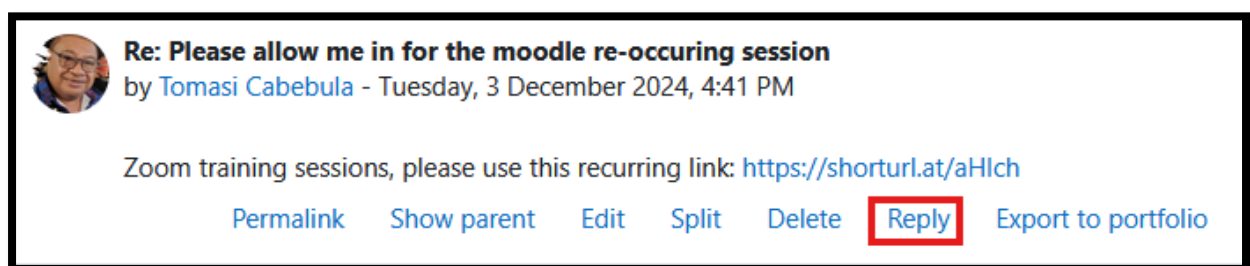 Re: Please allow me in for the moodle re-occuring session
by Tomasi Cabebula - Tuesday, 3 December 2024, 4:41 PM
Zoom training sessions, please use this recurring link: https://shorturl.at/aHIch
Permalink Show parent Edit Split Delete Reply Export to portfolio